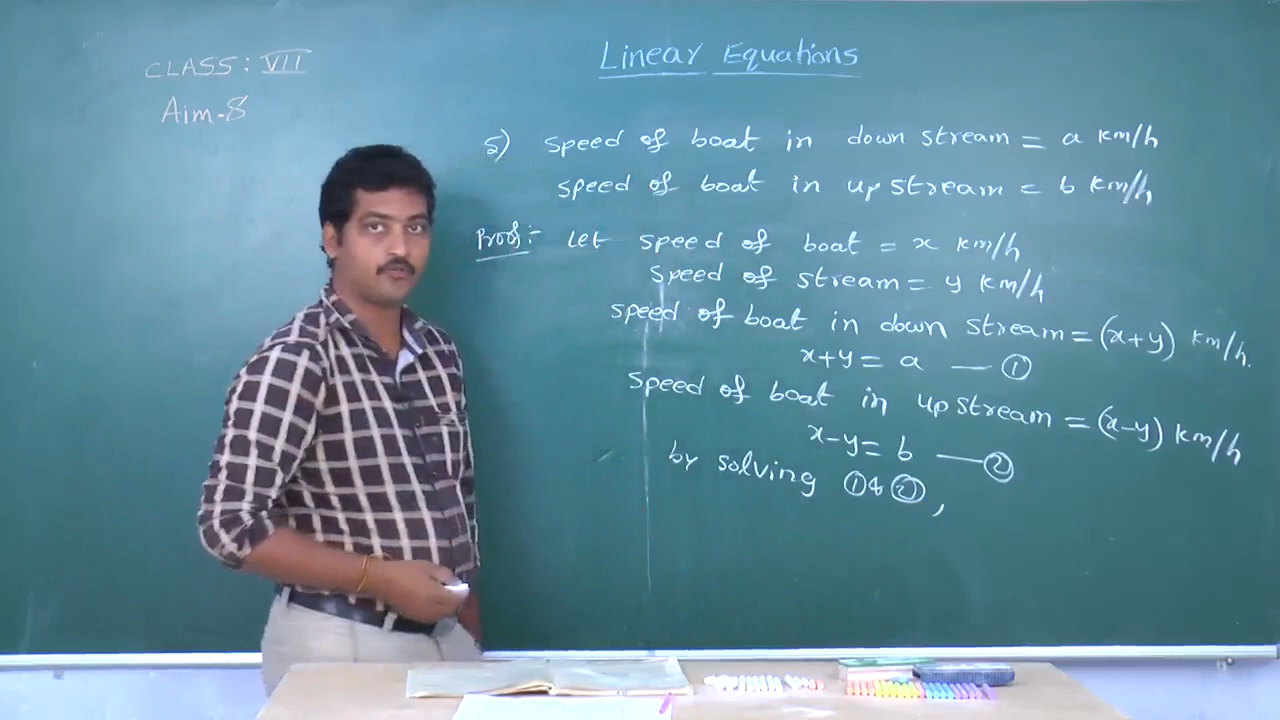 CLASS: VII
Aim-8
Linear Equations
5) speed of boat in down stream = a km/h
speed of boat in up stream = b km/h
Proof:- Let speed of boat = x km/h
speed of stream = y km/h
speed of boat in down stream = (x+y) km/h.
x+y = a — ①
speed of boat in up stream = (x-y) km/h
x-y = b — ②
by solving ① & ②,